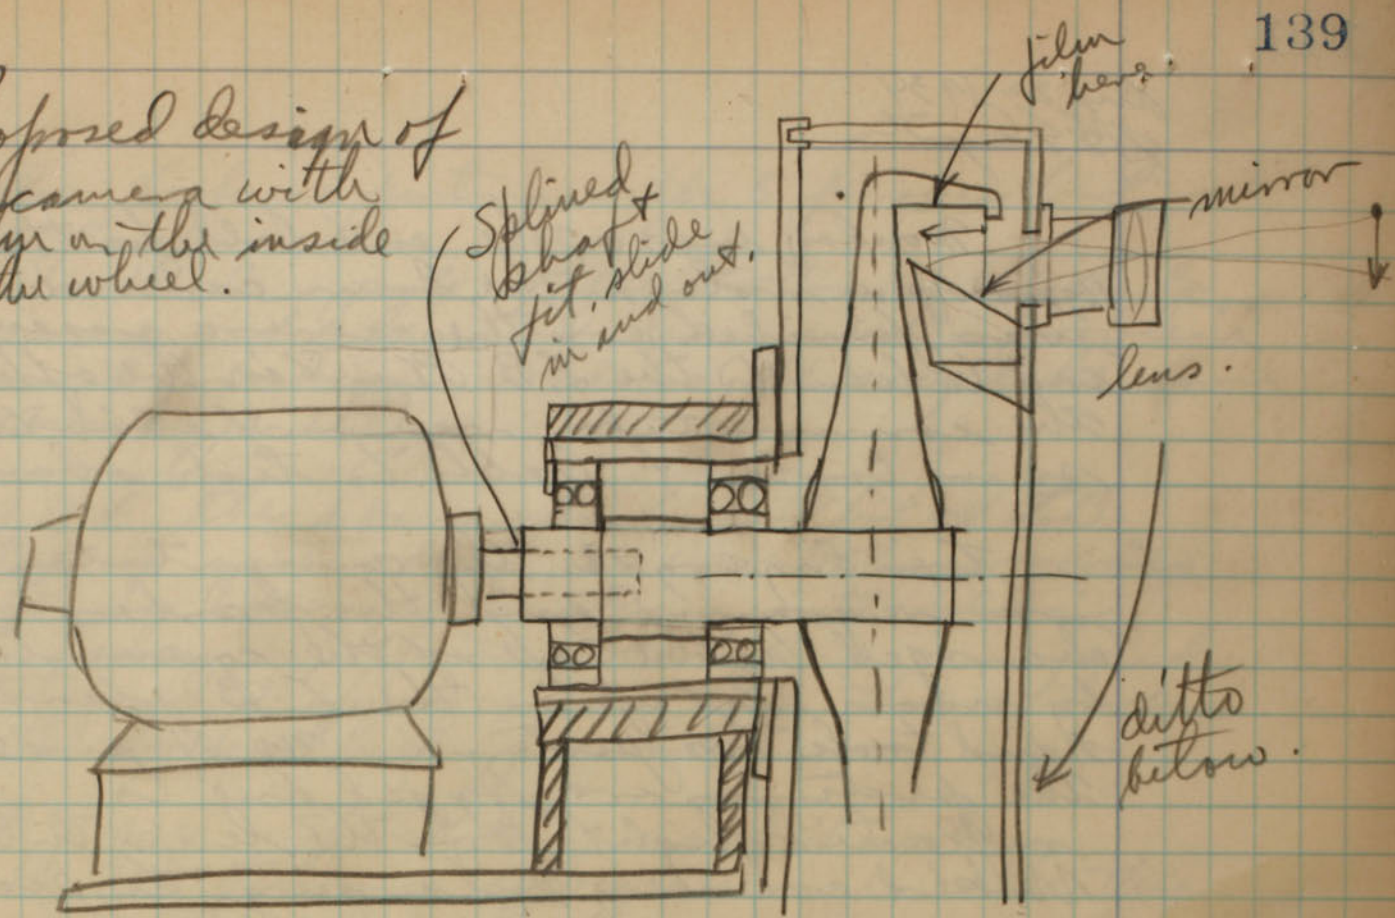 139
film
here.
posed design of
camera with
on the inside
the wheel.
Splined
shaft
fit, slide
in and out.
mirror
lens.
ditto
below.